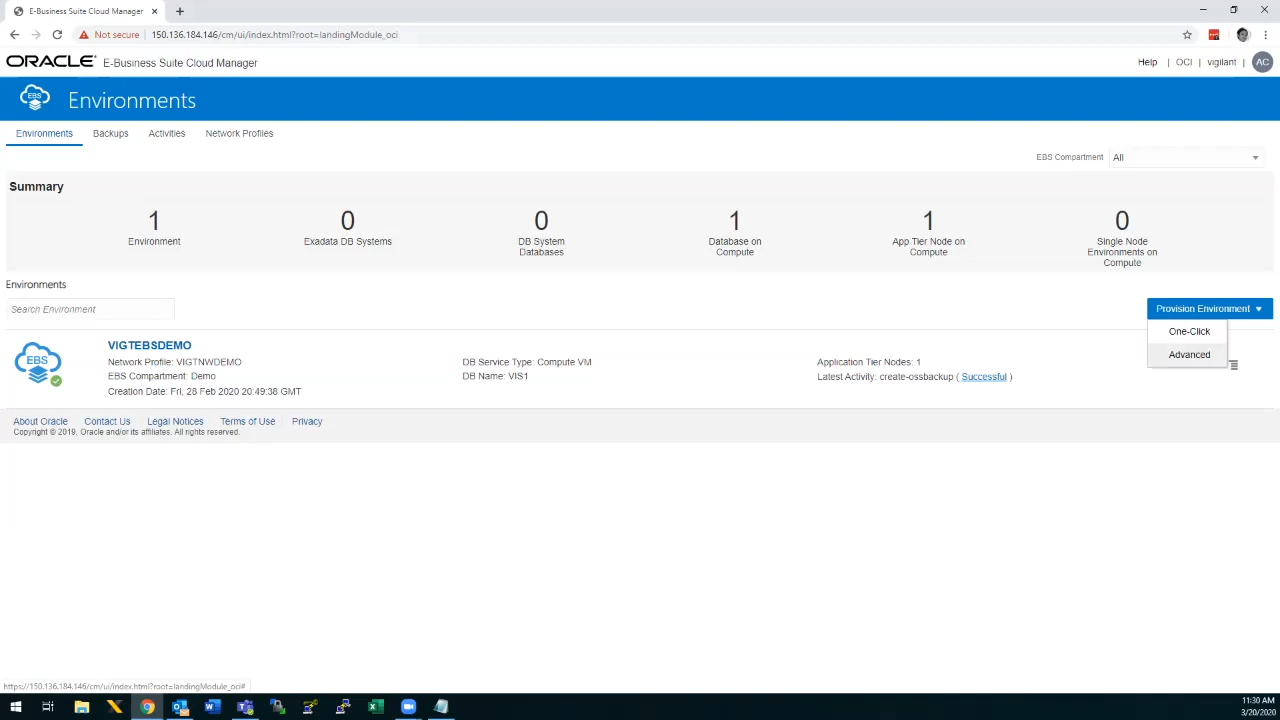 E-Business Suite Cloud Manager
Not secure
150.136.184.146/cm/ui/index.html?root=landingModule_oci
ORACLE E-Business Suite Cloud Manager
Help | OCI | vigilant | AC
EBS Environments
Environments Backups Activities Network Profiles
EBS Compartment All
Summary
1 0 0 1 1 0
Environment Exadata DB Systems DB System Database on App Tier Node on Single Node
Databases Compute Compute Environments on
Compute
Environments
Search Environment
Provision Environment
One-Click
Advanced
EBS
VIGTEBSDEMO
Network Profile: VIGTNWDEMO DB Service Type: Compute VM Application Tier Nodes: 1
EBS Compartment: Demo DB Name: VIS1 Latest Activity: create-ossbackup ( Successful )
Creation Date: Fri, 28 Feb 2020 20:49:38 GMT
About Oracle Contact Us Legal Notices Terms of Use Privacy
Copyright © 2019, Oracle and/or its affiliates. All rights reserved.
https://150.136.184.146/cm/ui/index.html?root=landingModule_oci#
11:30 AM
3/20/2020